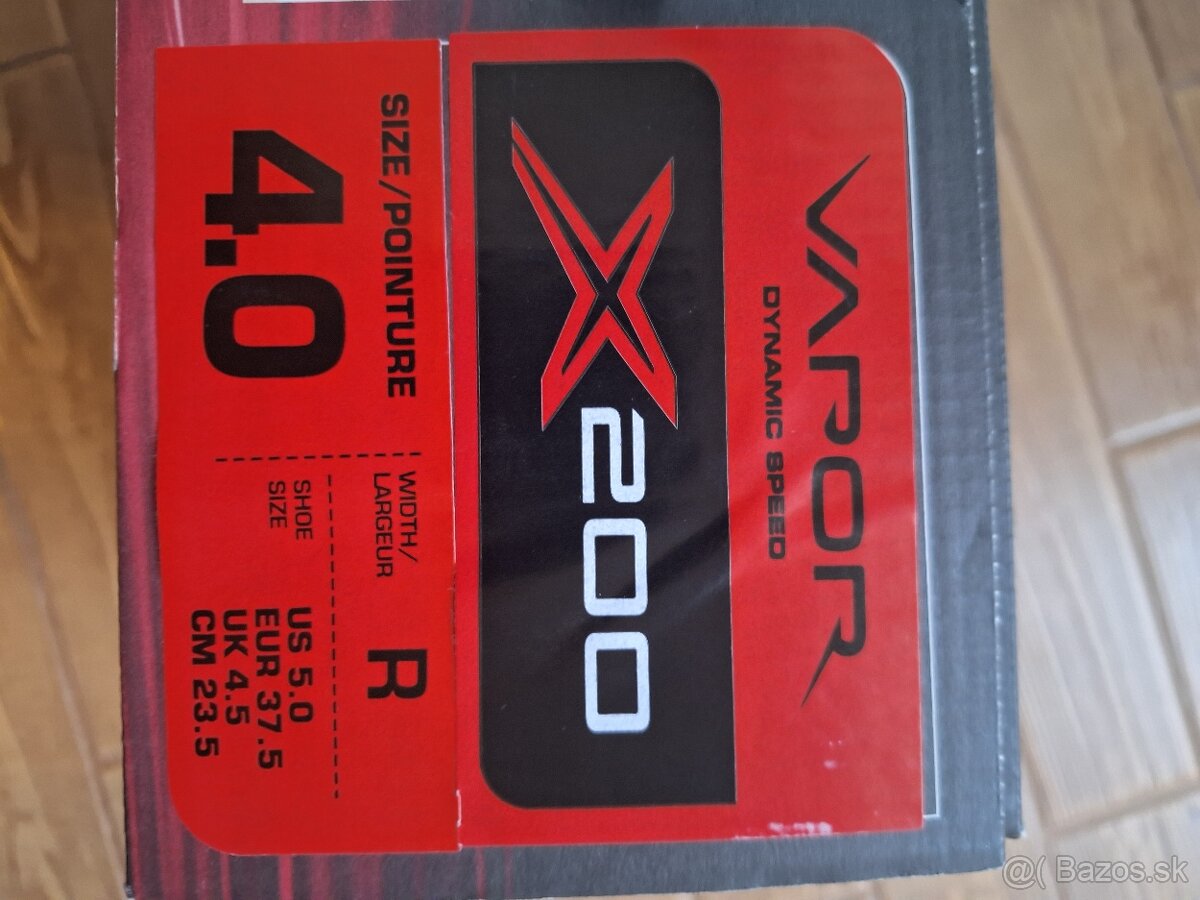 VAPOR
DYNAMIC SPEED
X200
SIZE/POINTURE
4.0
WIDTH/
LARGEUR
R
SHOE
SIZE
US 5.0
EUR 37.5
UK 4.5
CM 23.5
@( Bazos.sk